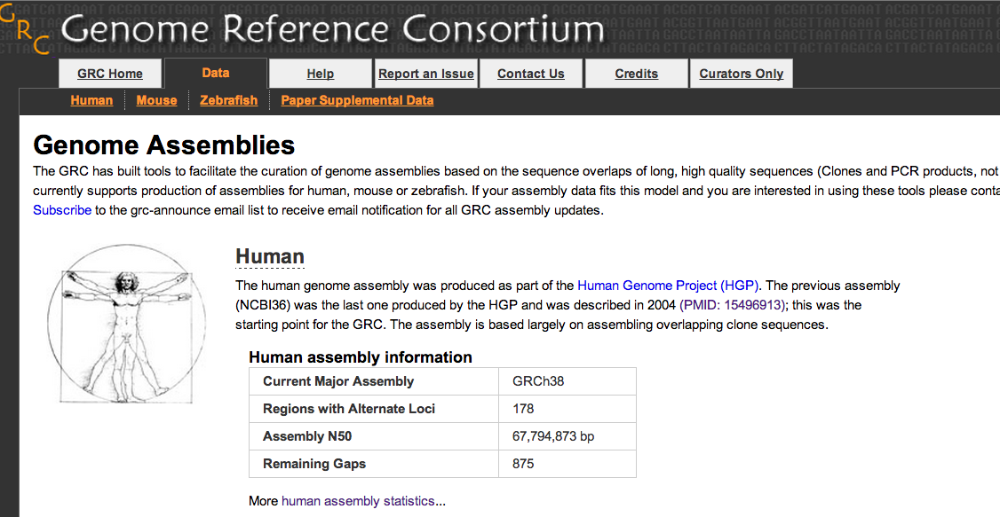 GRC Genome Reference Consortium
GRC Home Data Help Report an Issue Contact Us Credits Curators Only
Human Mouse Zebrafish Paper Supplemental Data
Genome Assemblies
The GRC has built tools to facilitate the curation of genome assemblies based on the sequence overlaps of long, high quality sequences (Clones and PCR products, not
currently supports production of assemblies for human, mouse or zebrafish. If your assembly data fits this model and you are interested in using these tools please conta
Subscribe to the grc-announce email list to receive email notification for all GRC assembly updates.
Human
The human genome assembly was produced as part of the Human Genome Project (HGP). The previous assembly
(NCBI36) was the last one produced by the HGP and was described in 2004 (PMID: 15496913); this was the
starting point for the GRC. The assembly is based largely on assembling overlapping clone sequences.
Human assembly information
Current Major Assembly GRCh38
Regions with Alternate Loci 178
Assembly N50 67,794,873 bp
Remaining Gaps 875
More human assembly statistics...